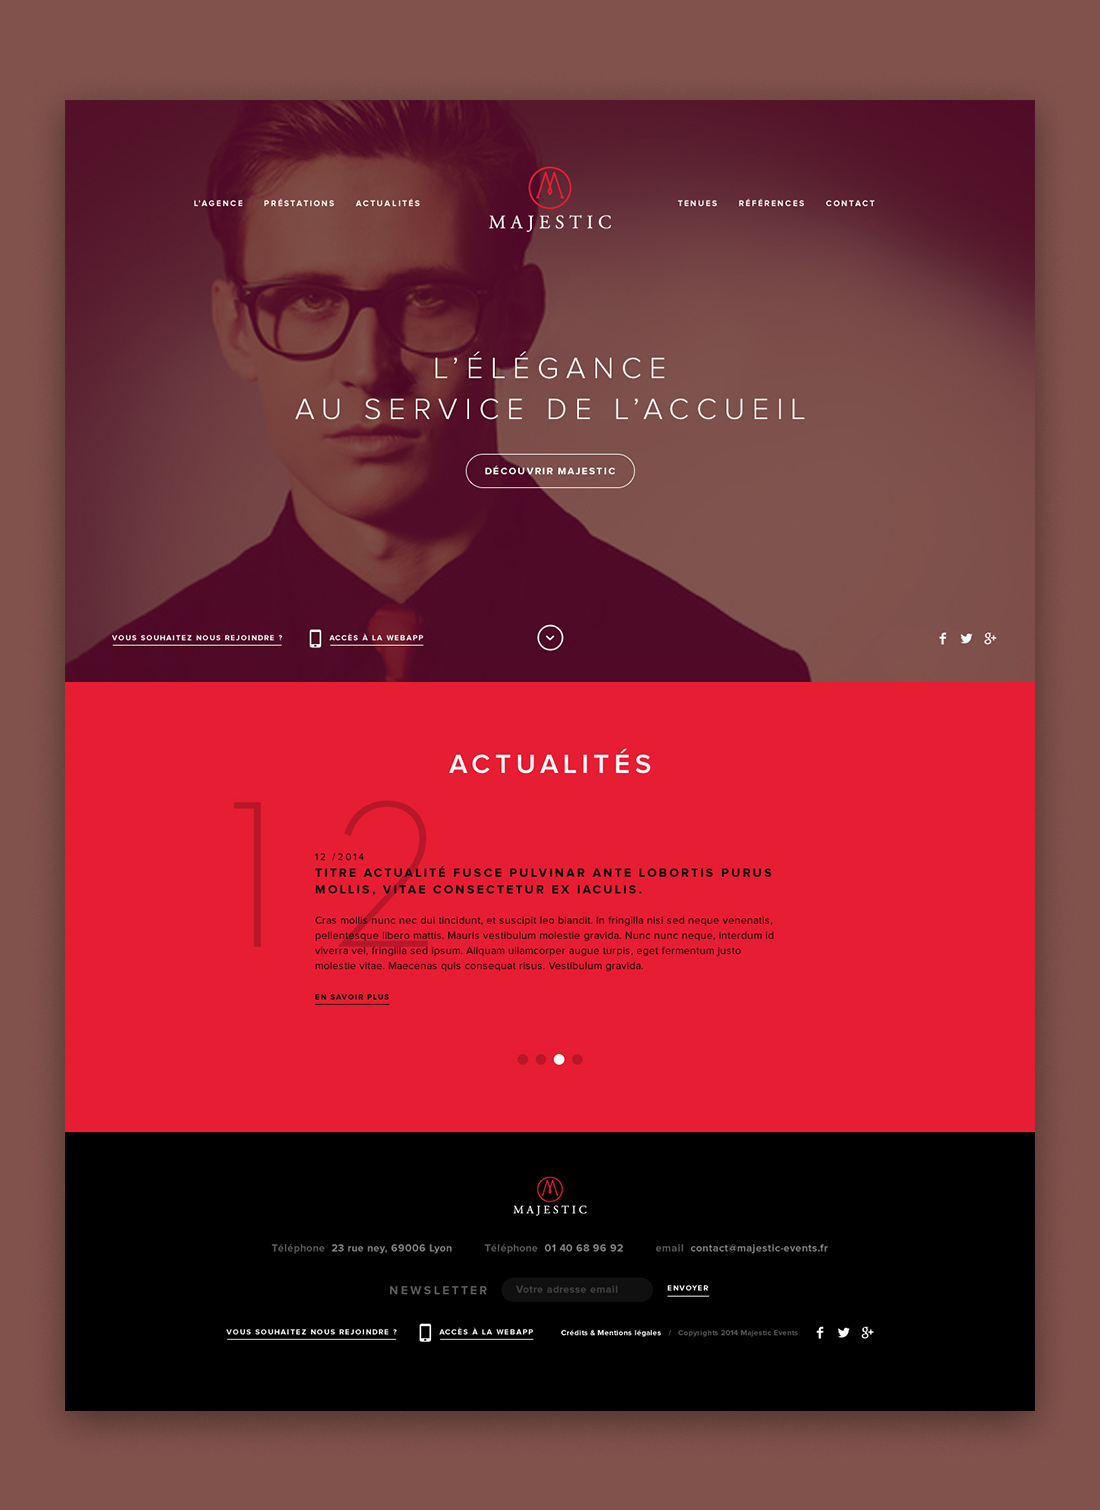 L'AGENCE PRÉSTATIONS ACTUALITÉS
MAJESTIC
TENUES RÉFÉRENCES CONTACT
L'ÉLÉGANCE
AU SERVICE DE L'ACCUEIL
DÉCOUVRIR MAJESTIC
VOUS SOUHAITEZ NOUS REJOINDRE ? ACCÈS À LA WEBAPP
ACTUALITÉS
12
12 /2014
TITRE ACTUALITÉ FUSCE PULVINAR ANTE LOBORTIS PURUS
MOLLIS, VITAE CONSECTETUR EX IACULIS.
Cras mollis nunc nec dui tincidunt, et suscipit leo blandit. In fringilla nisi sed neque venenatis,
pellentesque libero mattis. Mauris vestibulum molestie gravida. Nunc nunc neque, interdum id
viverra vel, fringilla sed ipsum. Aliquam ullamcorper augue turpis, eget fermentum justo
molestie vitae. Maecenas quis consequat risus. Vestibulum gravida.
EN SAVOIR PLUS
MAJESTIC
Téléphone 23 rue ney, 69006 Lyon Téléphone 01 40 68 96 92 email contact@majestic-events.fr
NEWSLETTER Votre adresse email ENVOYER
VOUS SOUHAITEZ NOUS REJOINDRE ? ACCÈS À LA WEBAPP Crédits & Mentions légales / Copyrights 2014 Majestic Events